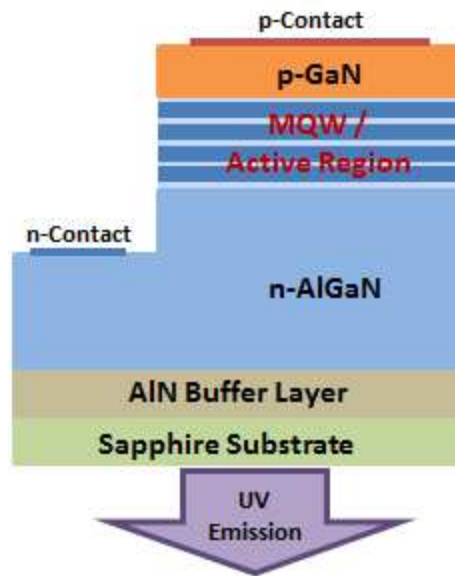 p-Contact
p-GaN
MQW /
Active Region
n-Contact
n-AlGaN
AlN Buffer Layer
Sapphire Substrate
UV
Emission